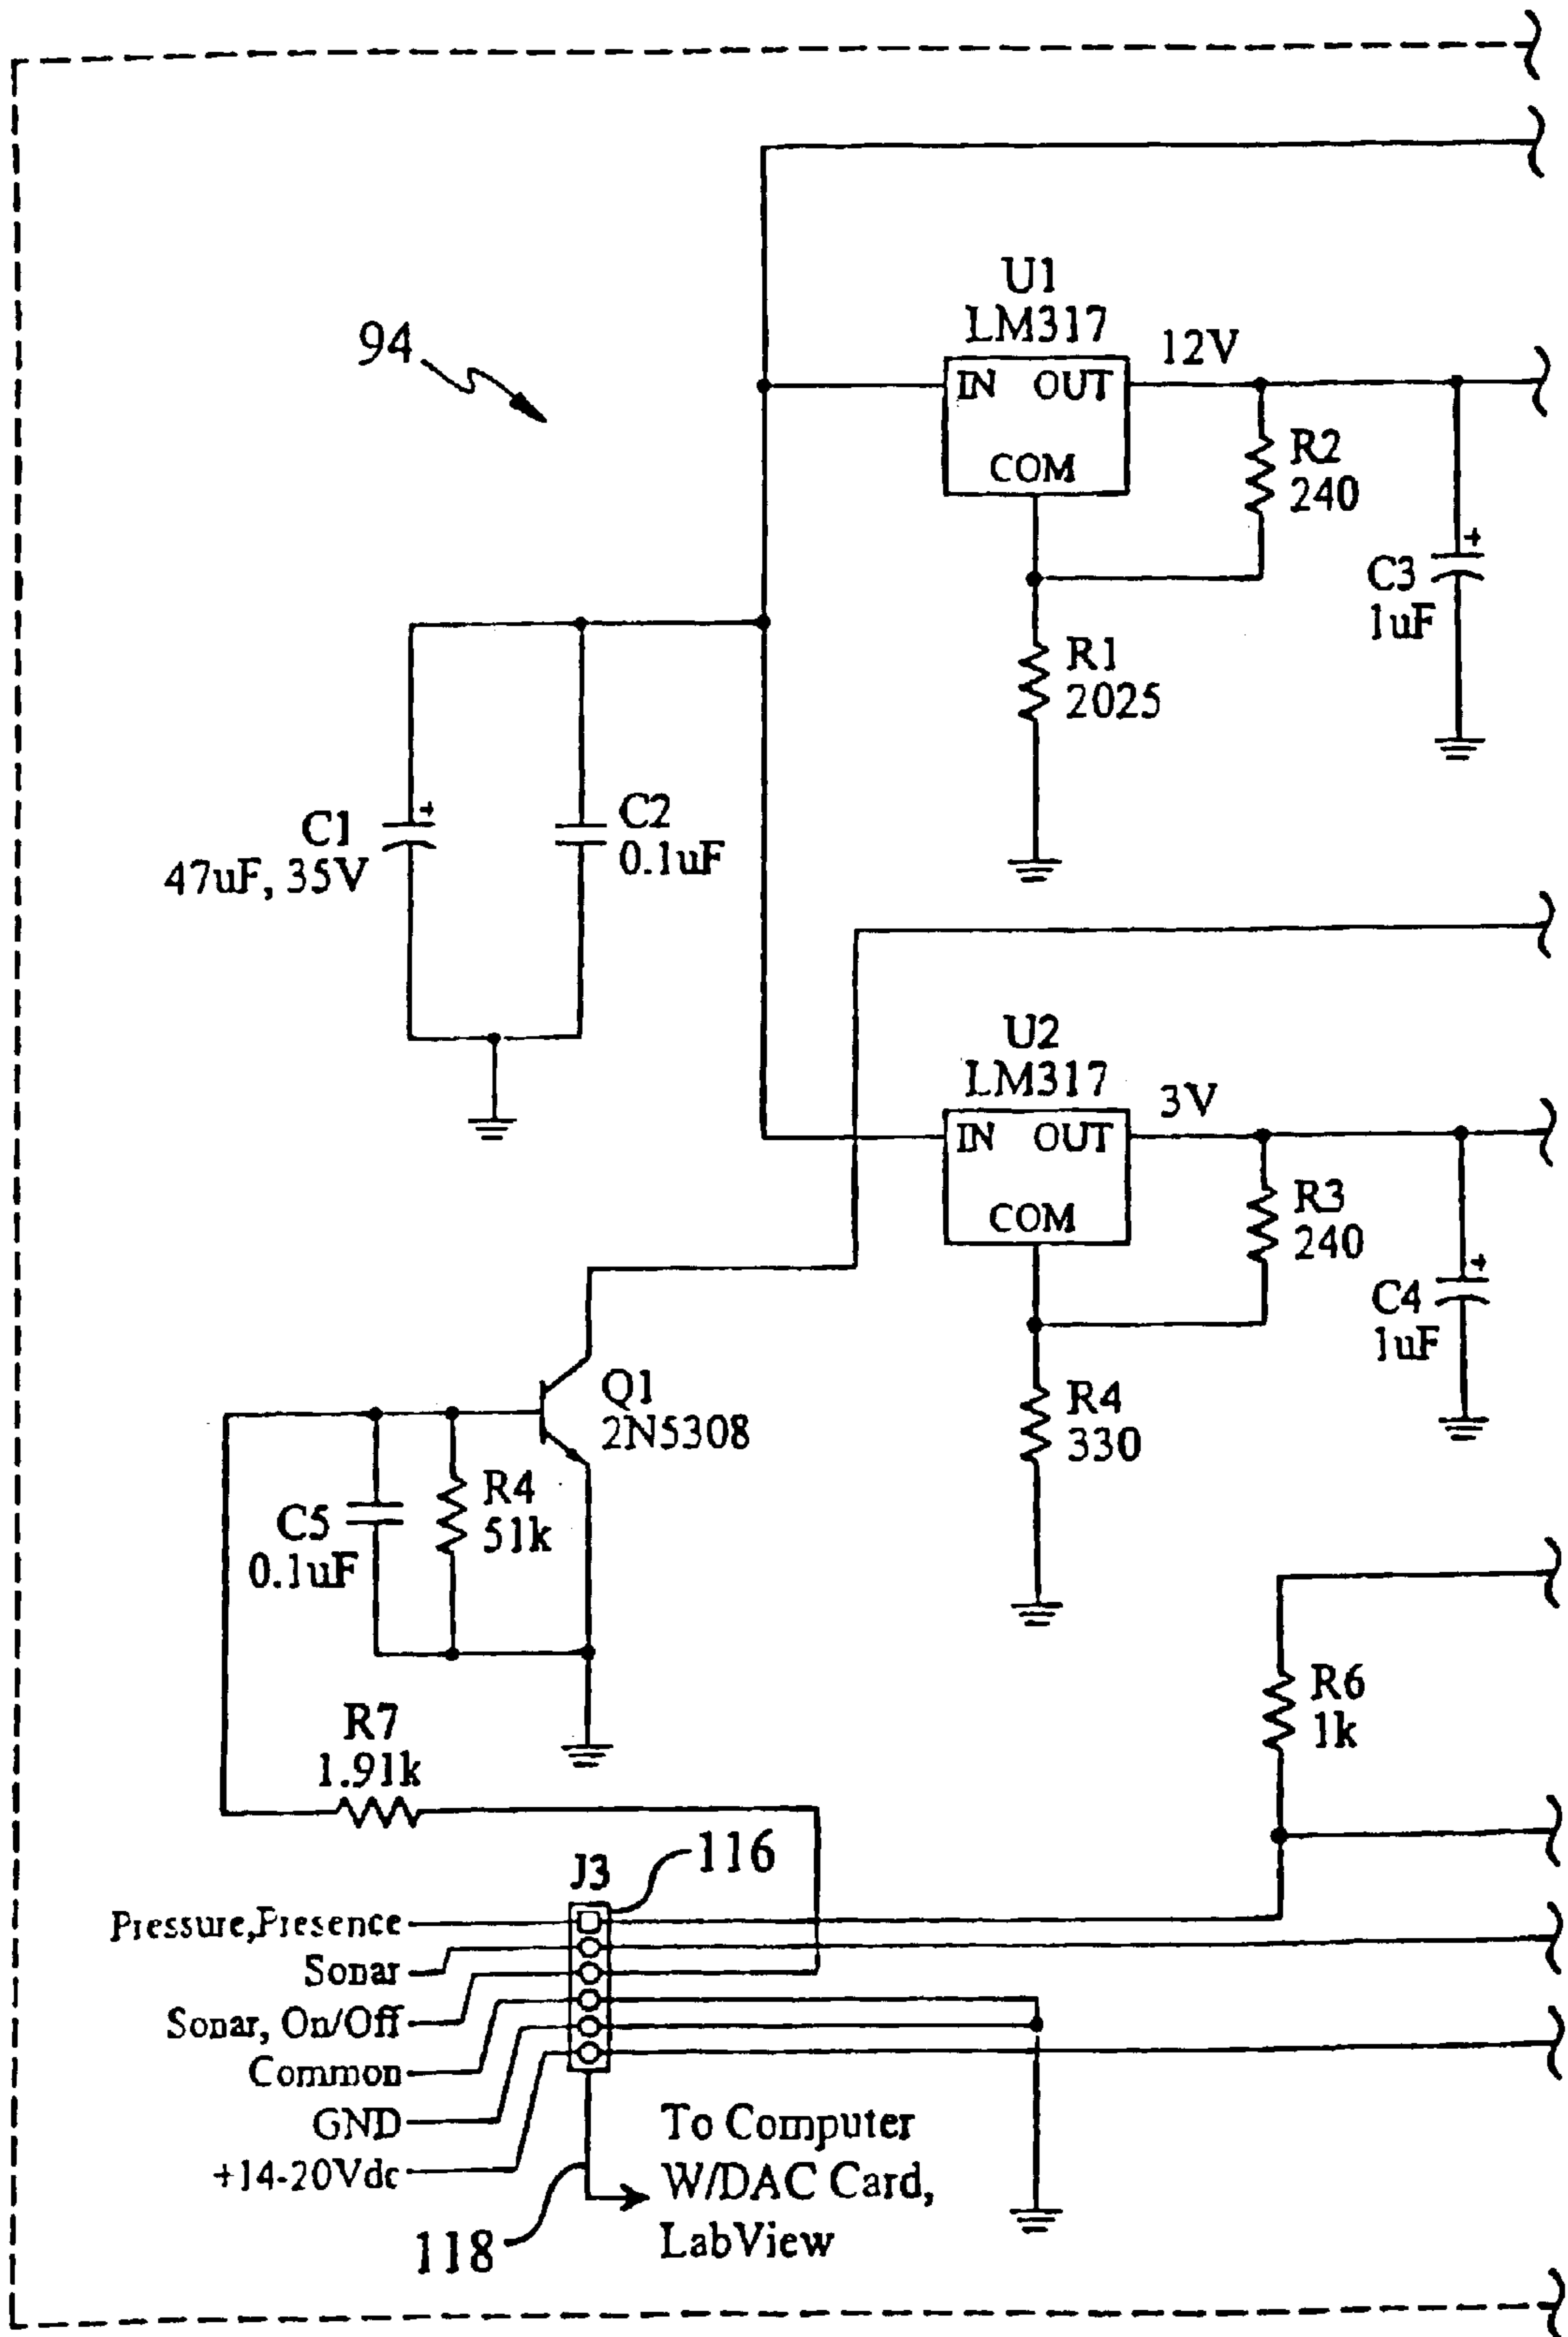 94
U1
LM317
12V
IN OUT
COM
R2
240
C3
1uF
+
R1
2025
C1
47uF, 35V
+
C2
0.1uF
U2
LM317
3V
IN OUT
COM
R3
240
C4
1uF
+
R4
330
Q1
2N5308
C5
0.1uF
R4
51k
R6
1k
R7
1.91k
J3
116
Pressure,Presence
Sonar
Sonar, On/Off
Common
GND
+14-20Vdc
118
To Computer
W/DAC Card,
LabView